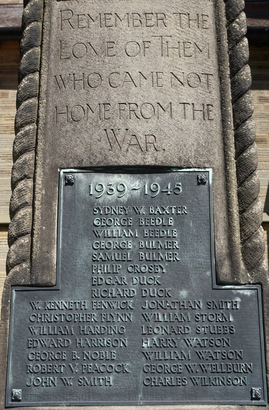 REMEMBER THE
LOVE OF THEM
WHO CAME NOT
HOME FROM THE
WAR.
1939-1945
SYDNEY W. BAXTER
GEORGE BEEDLE
WILLIAM BEEDLE
GEORGE BULMER
SAMUEL BULMER
PHILIP CROSBY
EDGAR DUCK
RICHARD DUCK
W. KENNETH FENWICK JONATHAN SMITH
CHRISTOPHER FLYNN WILLIAM STORM
WILLIAM HARDING LEONARD STUBBS
EDWARD HARRISON HARRY WATSON
GEORGE B. NOBLE WILLIAM WATSON
ROBERT V. PEACOCK GEORGE W. WELLBURN
JOHN W. SMITH CHARLES WILKINSON